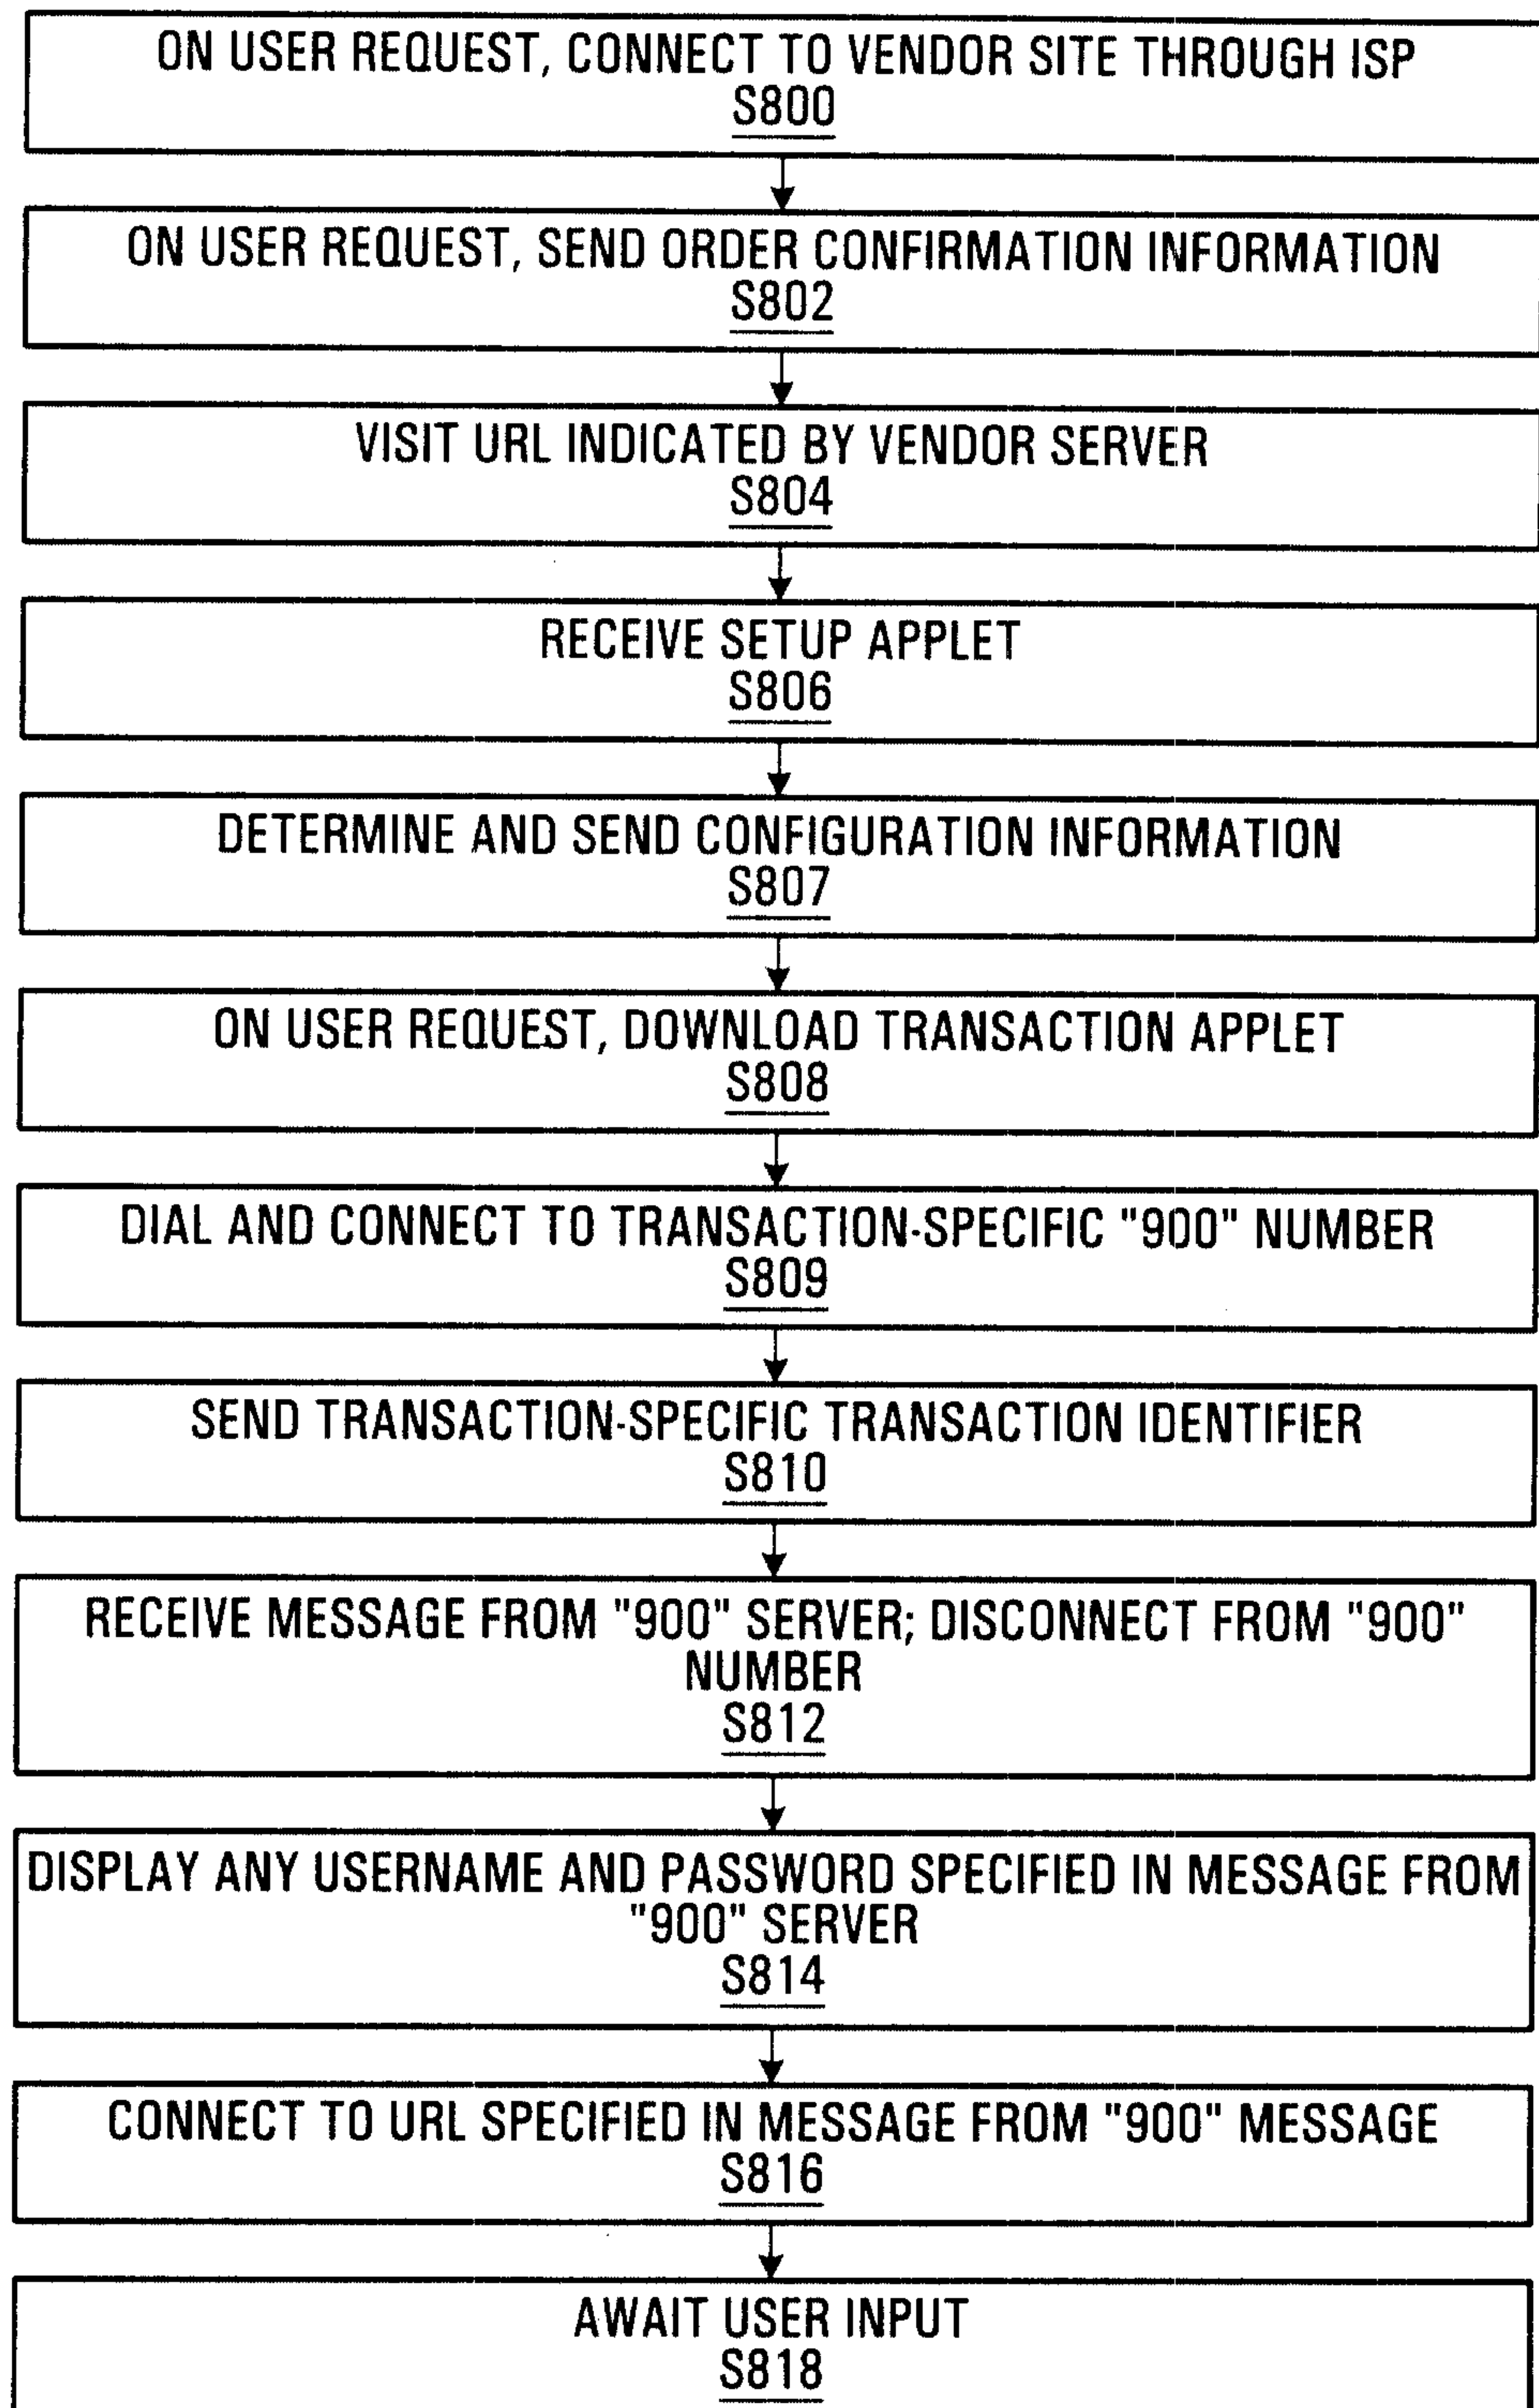 ON USER REQUEST, CONNECT TO VENDOR SITE THROUGH ISP
S800
ON USER REQUEST, SEND ORDER CONFIRMATION INFORMATION
S802
VISIT URL INDICATED BY VENDOR SERVER
S804
RECEIVE SETUP APPLET
S806
DETERMINE AND SEND CONFIGURATION INFORMATION
S807
ON USER REQUEST, DOWNLOAD TRANSACTION APPLET
S808
DIAL AND CONNECT TO TRANSACTION-SPECIFIC "900" NUMBER
S809
SEND TRANSACTION-SPECIFIC TRANSACTION IDENTIFIER
S810
RECEIVE MESSAGE FROM "900" SERVER; DISCONNECT FROM "900"
NUMBER
S812
DISPLAY ANY USERNAME AND PASSWORD SPECIFIED IN MESSAGE FROM
"900" SERVER
S814
CONNECT TO URL SPECIFIED IN MESSAGE FROM "900" MESSAGE
S816
AWAIT USER INPUT
S818